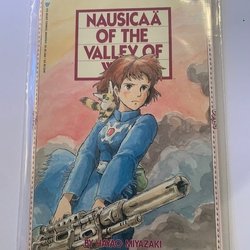 NAUSICAÄ
OF THE
VALLEY OF
BY HAYAO MIYAZAKI